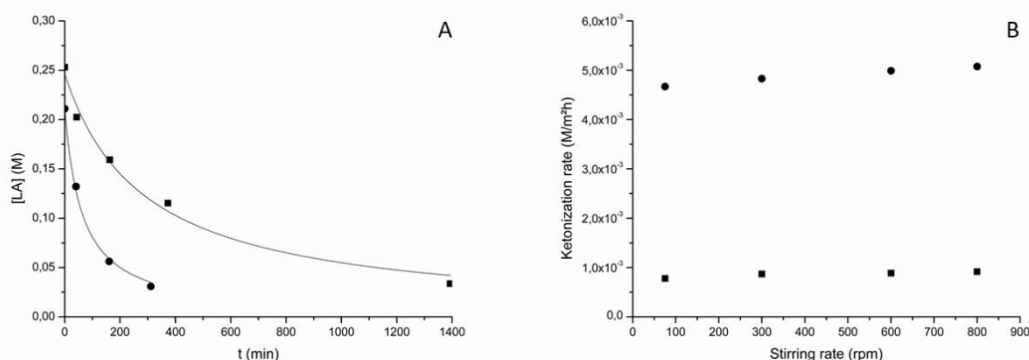 A
[LA] (M)
0,30
0,25
0,20
0,15
0,10
0,05
0,00
0 200 400 600 800 1000 1200 1400
t (min)
B
Ketonization rate (M/m²h)
6,0x10⁻³
5,0x10⁻³
4,0x10⁻³
3,0x10⁻³
2,0x10⁻³
1,0x10⁻³
0,0
0 100 200 300 400 500 600 700 800 900
Stirring rate (rpm)